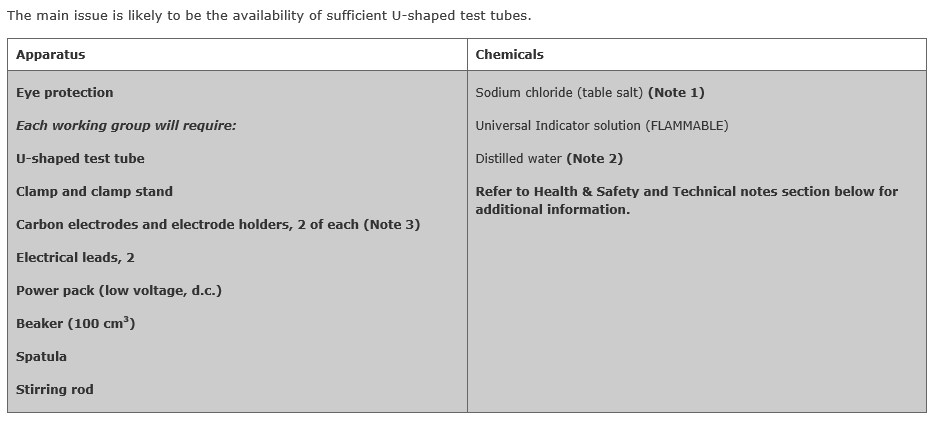 The main issue is likely to be the availability of sufficient U-shaped test tubes.
Apparatus
Eye protection
Each working group will require:
U-shaped test tube
Clamp and clamp stand
Carbon electrodes and electrode holders, 2 of each (Note 3)
Electrical leads, 2
Power pack (low voltage, d.c.)
Beaker (100 cm³)
Spatula
Stirring rod
Chemicals
Sodium chloride (table salt) (Note 1)
Universal Indicator solution (FLAMMABLE)
Distilled water (Note 2)
Refer to Health & Safety and Technical notes section below for
additional information.